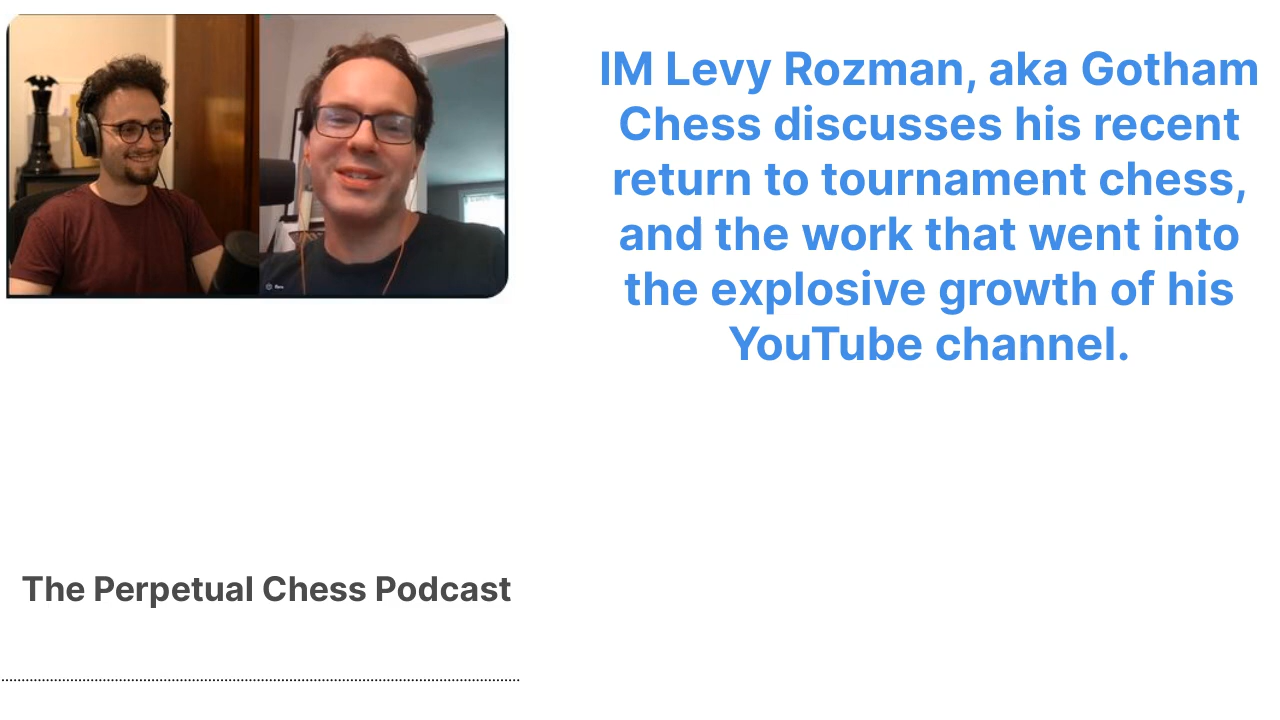 IM Levy Rozman, aka Gotham
Chess discusses his recent
return to tournament chess,
and the work that went into
the explosive growth of his
YouTube channel.
The Perpetual Chess Podcast